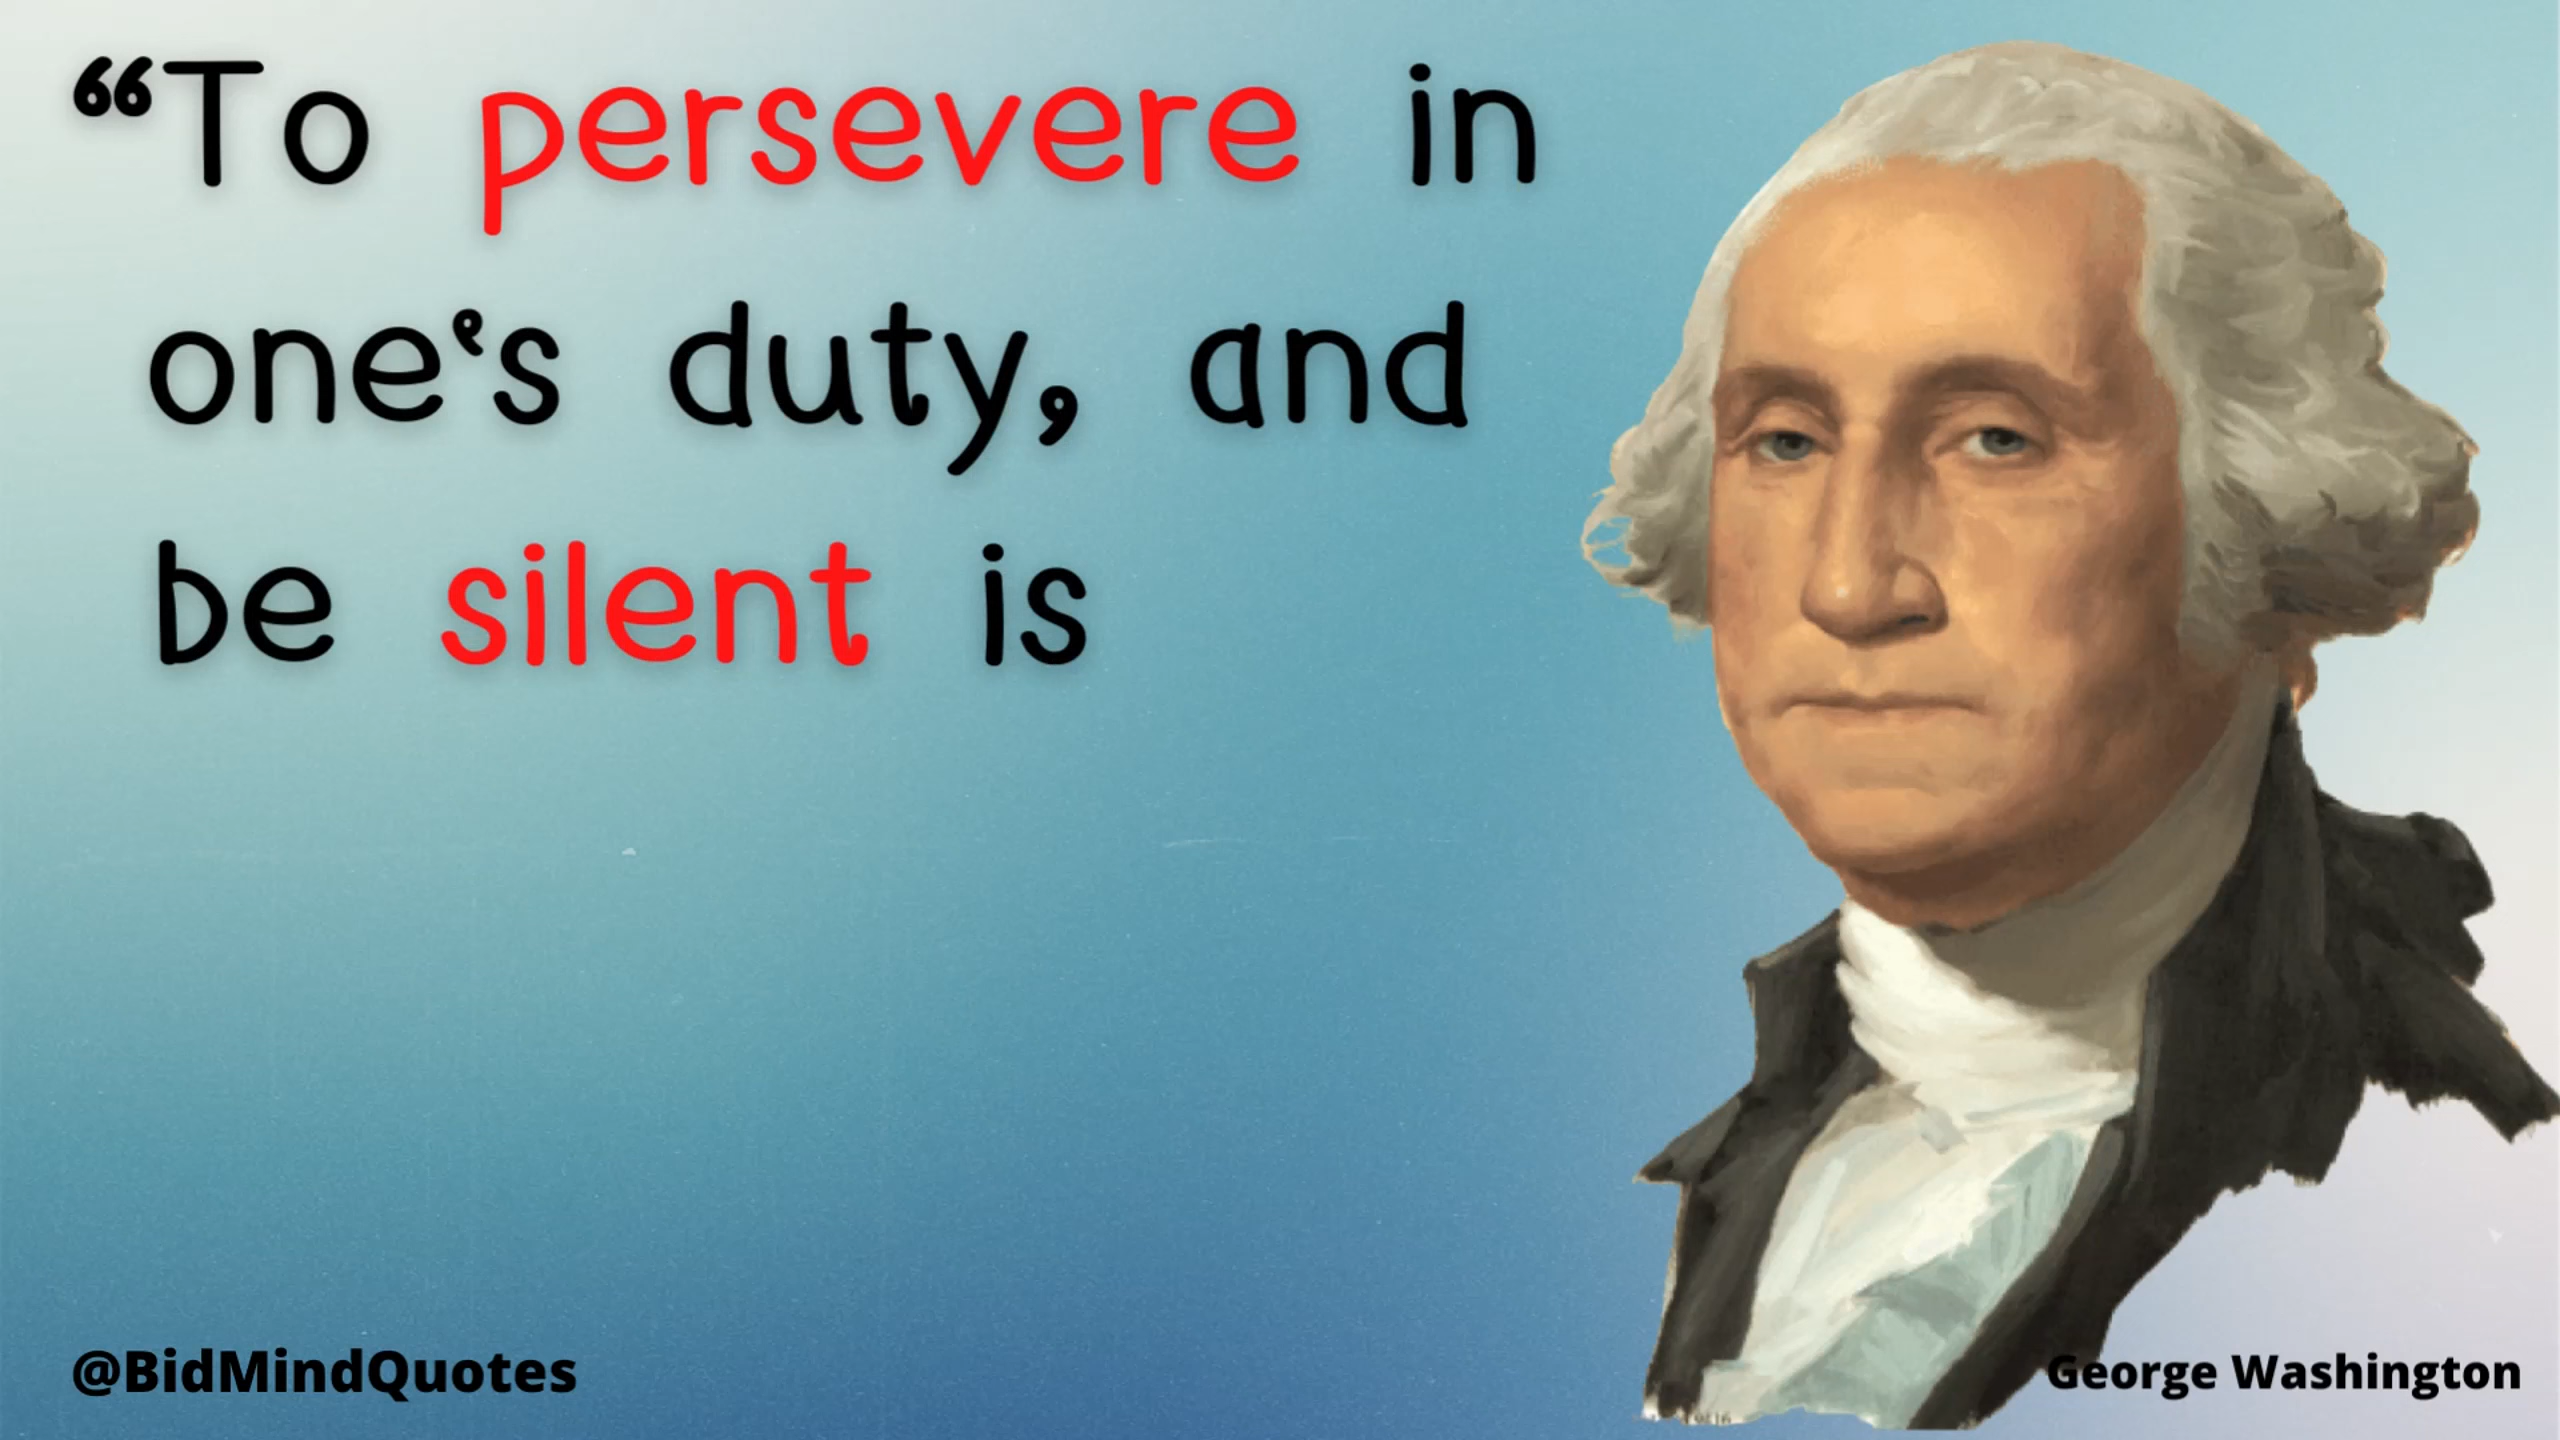 “To persevere in
one‘s duty, and
be silent is
@BidMindQuotes
George Washington